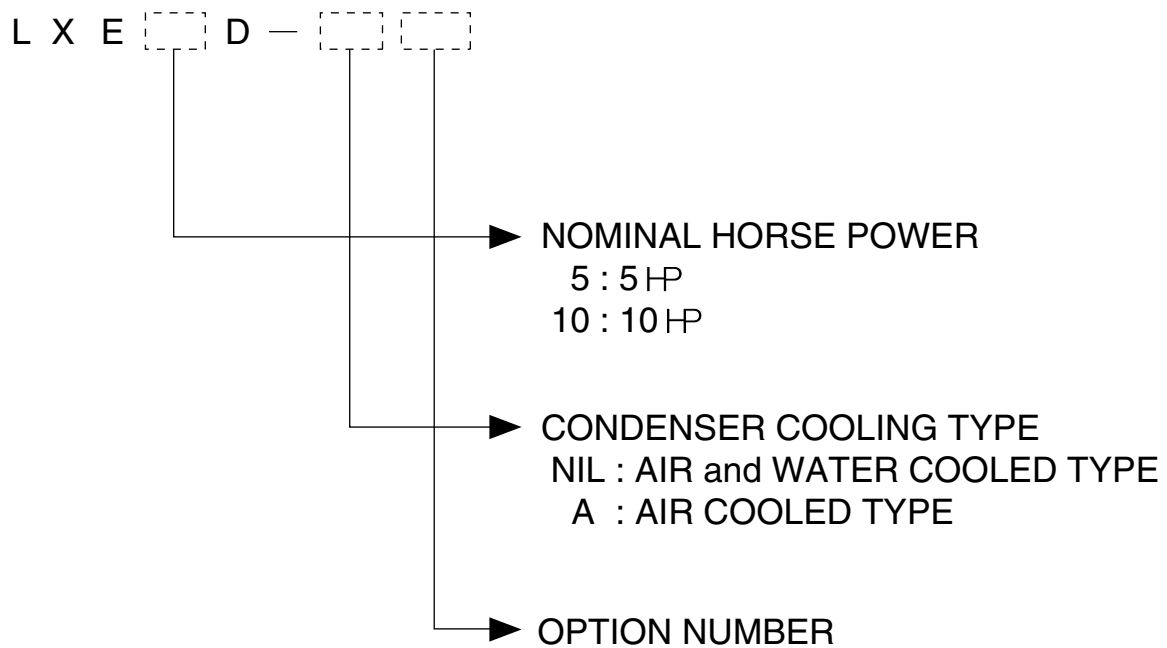 L X E D —
NOMINAL HORSE POWER
5 : 5 HP
10 : 10 HP
CONDENSER COOLING TYPE
NIL : AIR and WATER COOLED TYPE
A : AIR COOLED TYPE
OPTION NUMBER